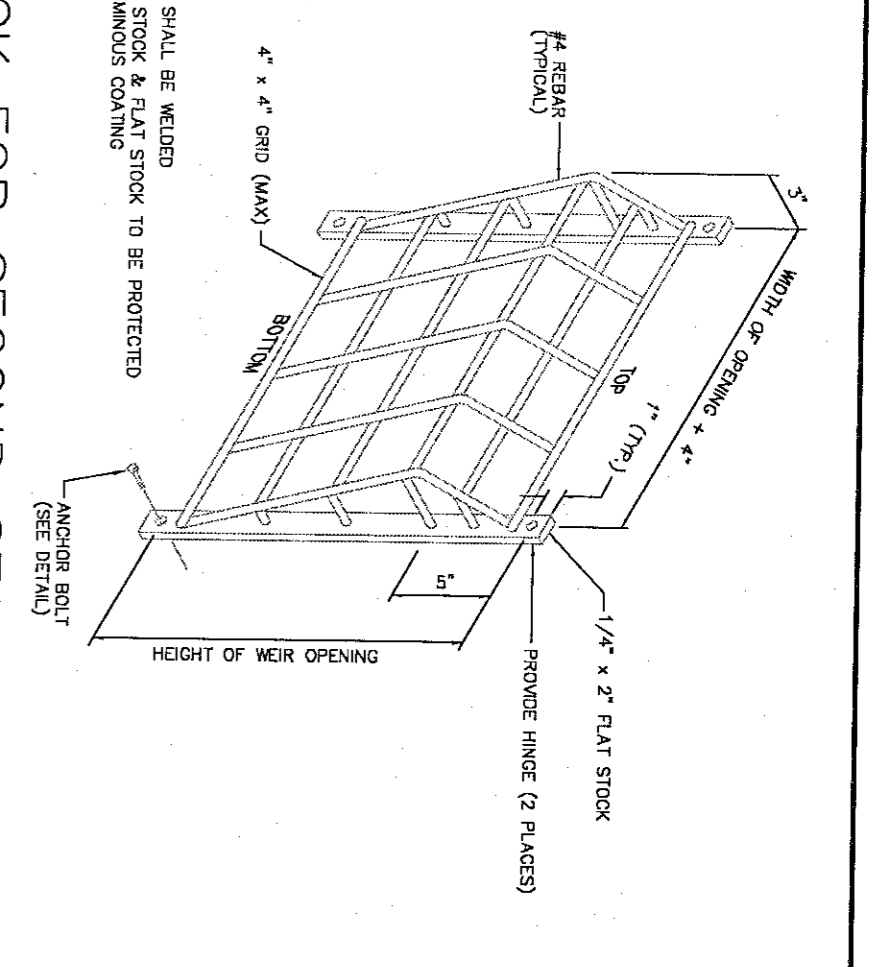 #4 REBAR
(TYPICAL)
3"
WIDTH OF OPENING + 4"
4" x 4" GRID (MAX)
TOP
1" (TYP.)
BOTTOM
1/4" x 2" FLAT STOCK
PROVIDE HINGE (2 PLACES)
5"
HEIGHT OF WEIR OPENING
ANCHOR BOLT
(SEE DETAIL)
SHALL BE WELDED
STOCK & FLAT STOCK TO BE PROTECTED
MINOUS COATING
FOR SECOND